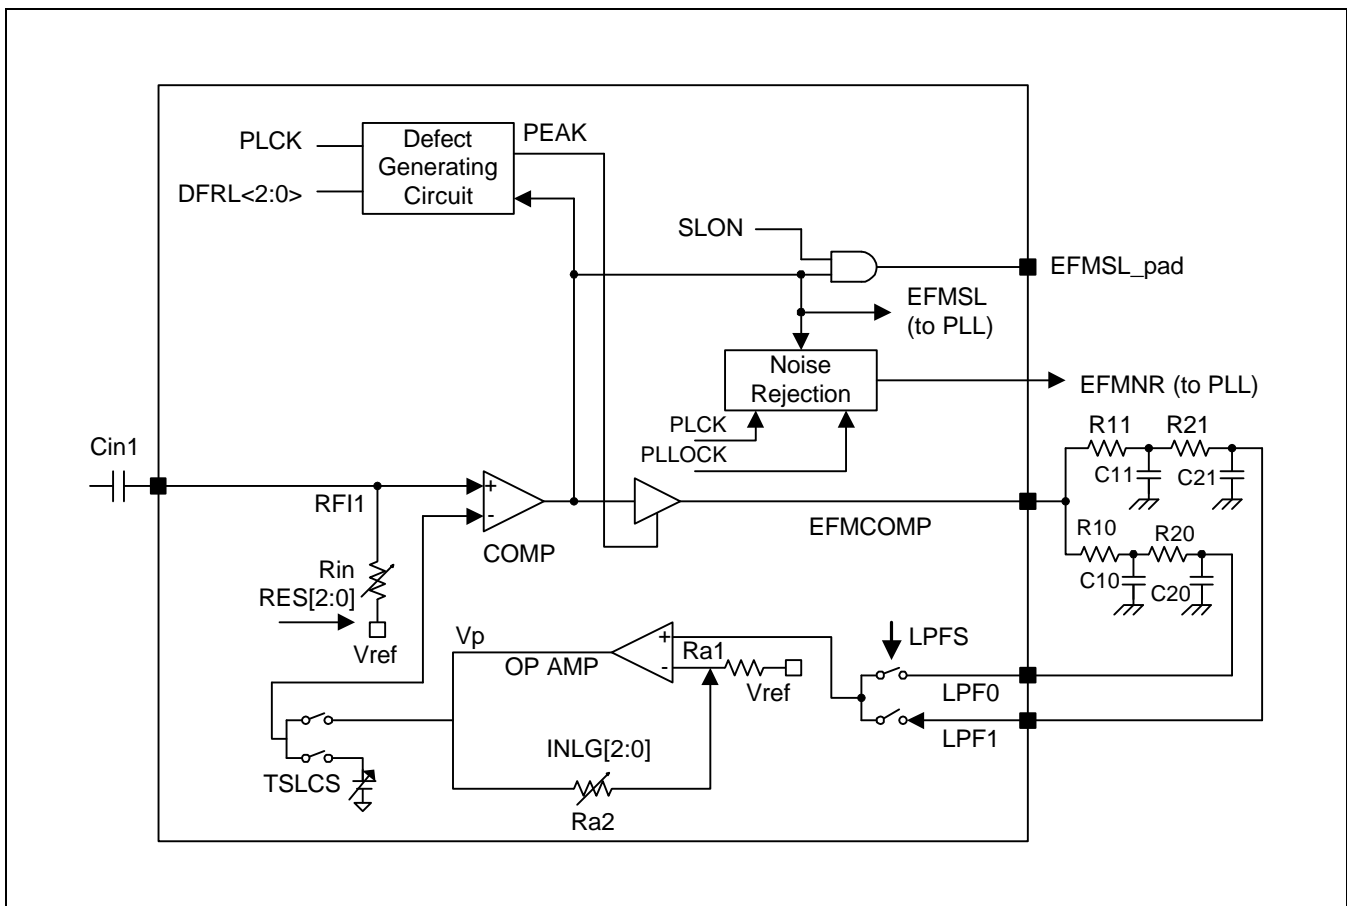 PLCK
DFRL<2:0>
Defect
Generating
Circuit
PEAK
SLON
EFMSL_pad
EFMSL
(to PLL)
Noise
Rejection
EFMNR (to PLL)
PLCK
PLLOCK
R11
R21
C11
C21
Cin1
RFI1
+
-
COMP
EFMCOMP
R10
R20
C10
C20
Rin
RES[2:0]
Vref
Vp
OP AMP
+
-
Ra1
Vref
LPFS
LPF0
LPF1
TSLCS
INLG[2:0]
Ra2